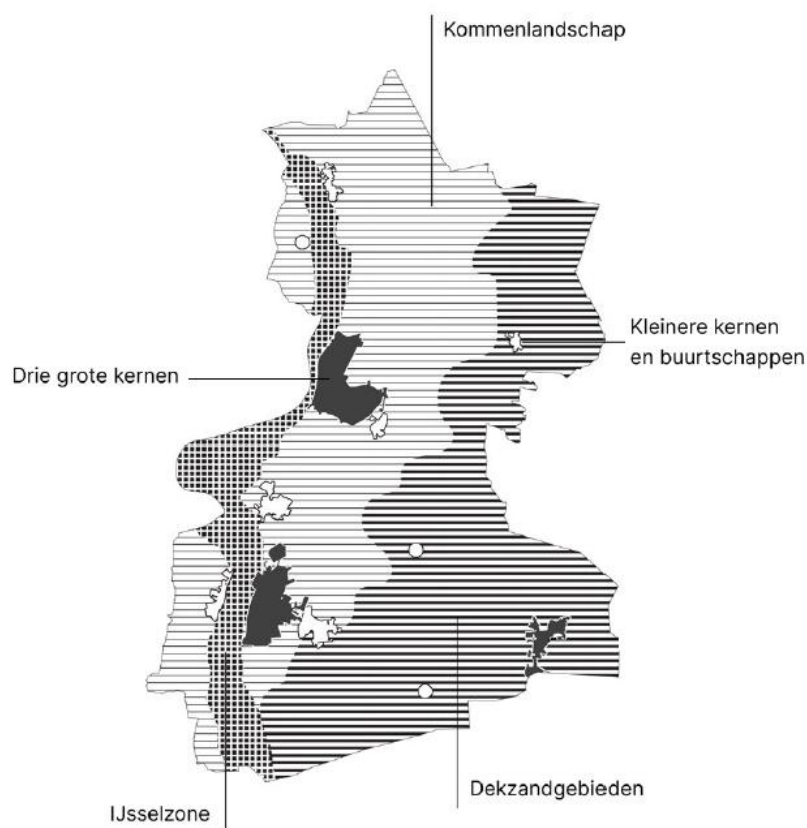 Kommenlandschap
Kleinere kernen
en buurtschappen
Drie grote kernen
Dekzandgebieden
IJsselzone